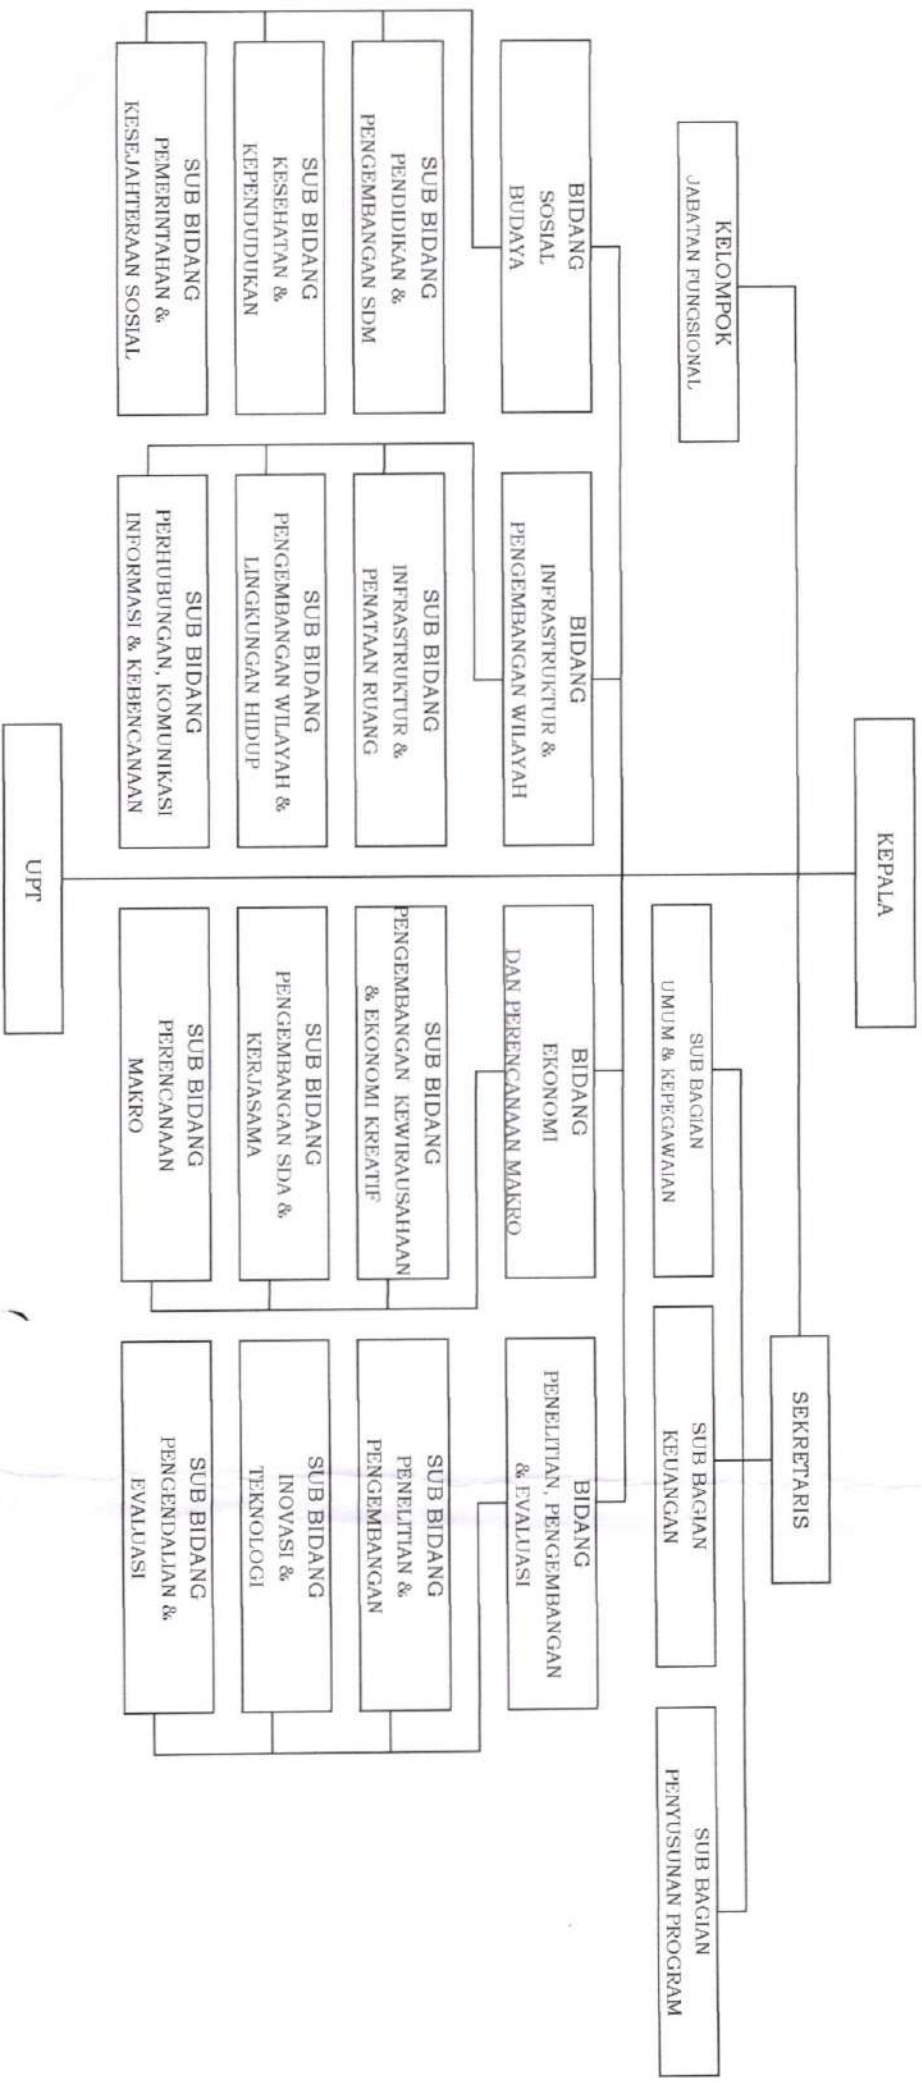 KEPALA
KELOMPOK
JABATAN FUNGSIONAL
SEKRETARIS
SUB BAGIAN
UMUM & KEPEGAWAIAN
SUB BAGIAN
KEUANGAN
SUB BAGIAN
PENYUSUNAN PROGRAM
BIDANG
SOSIAL
BUDAYA
BIDANG
INFRASTRUKTUR &
PENGEMBANGAN WILAYAH
BIDANG
EKONOMI
DAN PERENCANAAN MAKRO
BIDANG
PENELITIAN, PENGEMBANGAN
& EVALUASI
SUB BIDANG
PENDIDIKAN &
PENGEMBANGAN SDM
SUB BIDANG
INFRASTRUKTUR &
PENATAAN RUANG
SUB BIDANG
PENGEMBANGAN KEWIRAUSAHAAN
& EKONOMI KREATIF
SUB BIDANG
PENELITIAN &
PENGEMBANGAN
SUB BIDANG
KESEHATAN &
KEPENDUDUKAN
SUB BIDANG
PENGEMBANGAN WILAYAH &
LINGKUNGAN HIDUP
SUB BIDANG
PENGEMBANGAN SDA &
KERJASAMA
SUB BIDANG
INOVASI &
TEKNOLOGI
SUB BIDANG
PEMERINTAHAN &
KESEJAHTERAAN SOSIAL
SUB BIDANG
PERHUBUNGAN, KOMUNIKASI
INFORMASI & KEBENCANAAN
SUB BIDANG
PERENCANAAN
MAKRO
SUB BIDANG
PENGENDALIAN &
EVALUASI
UPT